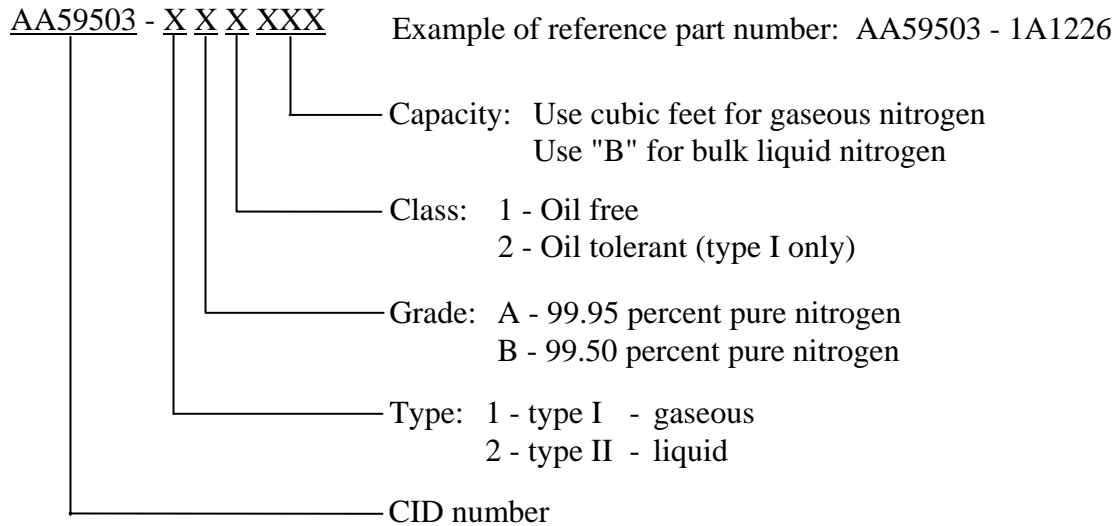 AA59503 - X X X XXX Example of reference part number: AA59503 - 1A1226
Capacity: Use cubic feet for gaseous nitrogen
Use "B" for bulk liquid nitrogen
Class: 1 - Oil free
2 - Oil tolerant (type I only)
Grade: A - 99.95 percent pure nitrogen
B - 99.50 percent pure nitrogen
Type: 1 - type I - gaseous
2 - type II - liquid
CID number